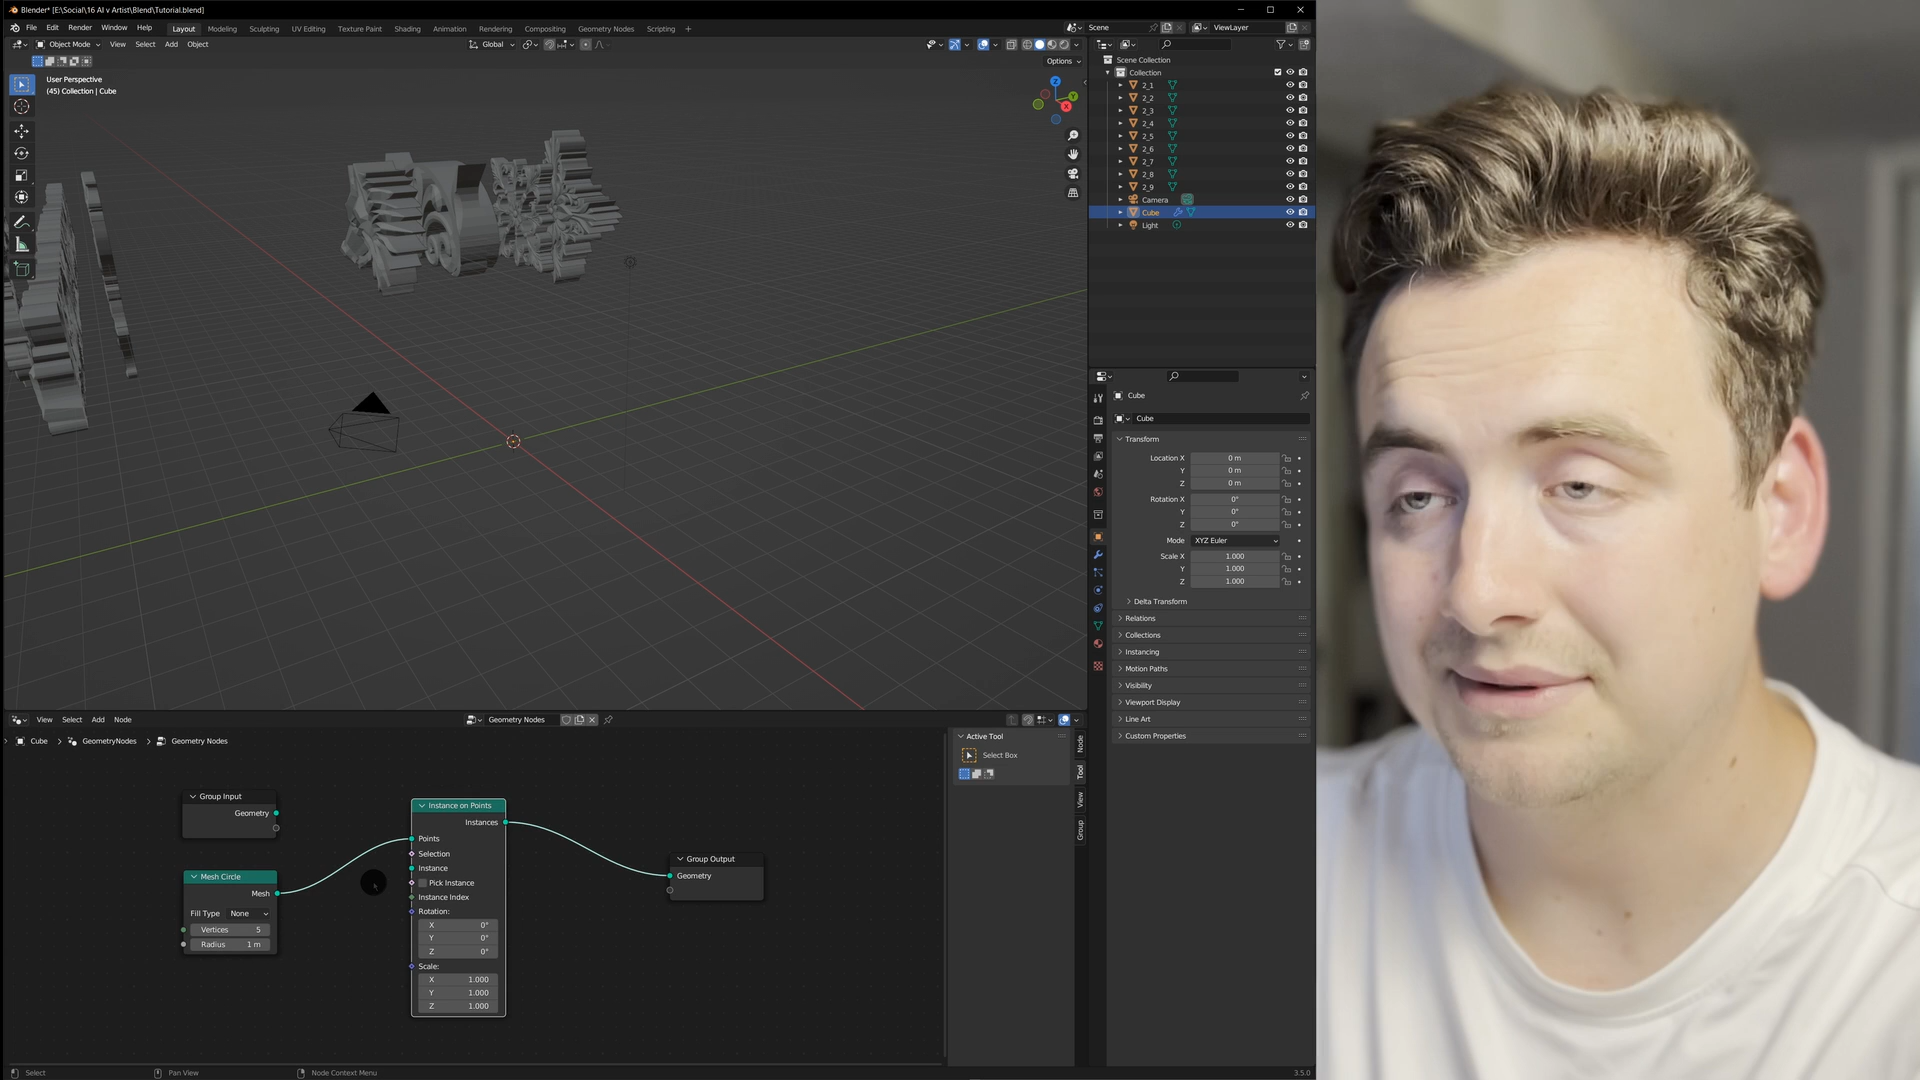 Blender* [E:\Social\16 AI v Artist\Blend\Tutorial.blend]
File Edit Render Window Help Layout Modeling Sculpting UV Editing Texture Paint Shading Animation Rendering Compositing Geometry Nodes Scripting + Scene ViewLayer
Object Mode View Select Add Object Global
Options
User Perspective
(45) Collection | Cube
Z
Y
X
Scene Collection
Collection
2_1
2_2
2_3
2_4
2_5
2_6
2_7
2_8
2_9
Camera
Cube
Light
Cube
Cube
Transform
Location X 0 m
Y 0 m
Z 0 m
Rotation X 0°
Y 0°
Z 0°
Mode XYZ Euler
Scale X 1.000
Y 1.000
Z 1.000
Delta Transform
Relations
Collections
Instancing
Motion Paths
Visibility
Viewport Display
Line Art
Custom Properties
View Select Add Node Geometry Nodes
Cube > GeometryNodes > Geometry Nodes
Group Input
Geometry
Mesh Circle
Mesh
Fill Type None
Vertices 5
Radius 1 m
Instance on Points
Instances
Points
Selection
Instance
Pick Instance
Instance Index
Rotation:
X 0°
Y 0°
Z 0°
Scale:
X 1.000
Y 1.000
Z 1.000
Group Output
Geometry
Active Tool
Select Box
Node
Tool
View
Group
Select Pan View Node Context Menu 3.5.0